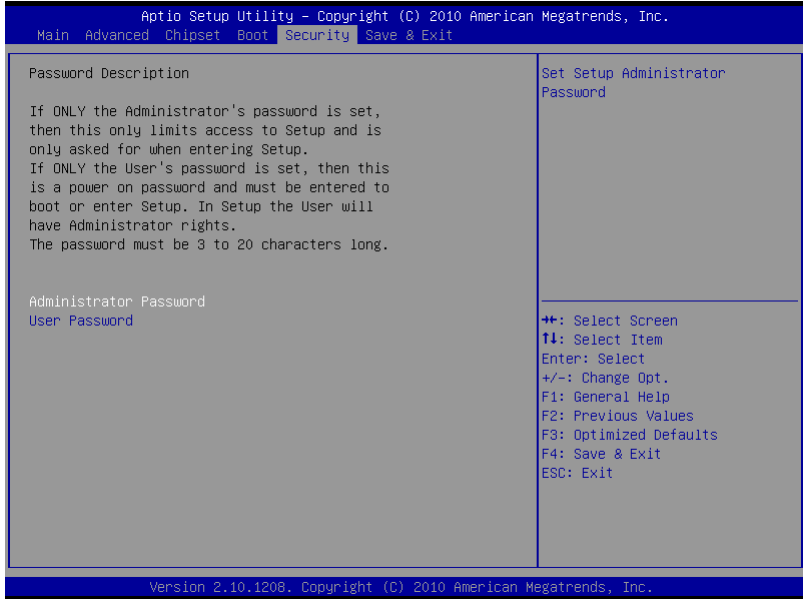 Aptio Setup Utility – Copyright (C) 2010 American Megatrends, Inc.
Main Advanced Chipset Boot Security Save & Exit
Password Description
If ONLY the Administrator's password is set,
then this only limits access to Setup and is
only asked for when entering Setup.
If ONLY the User's password is set, then this
is a power on password and must be entered to
boot or enter Setup. In Setup the User will
have Administrator rights.
The password must be 3 to 20 characters long.
Administrator Password
User Password
Set Setup Administrator
Password
→←: Select Screen
↑↓: Select Item
Enter: Select
+/-: Change Opt.
F1: General Help
F2: Previous Values
F3: Optimized Defaults
F4: Save & Exit
ESC: Exit
Version 2.10.1208. Copyright (C) 2010 American Megatrends, Inc.